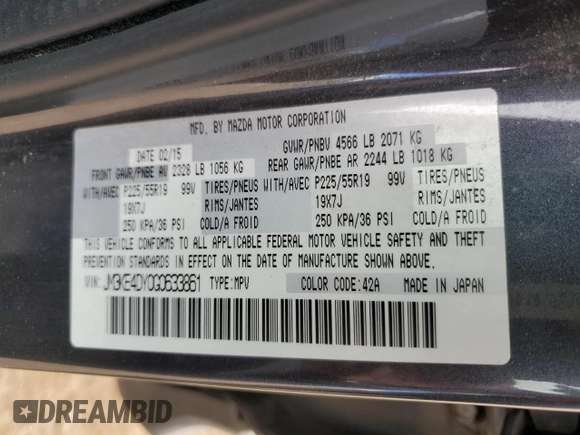 MFD. BY MAZDA MOTOR CORPORATION
DATE 02/15 GVWR/PNBV 4566 LB 2071 KG
FRONT GAWR/PNBE AV 2328 LB 1056 KG REAR GAWR/PNBE AR 2244 LB 1018 KG
WITH/AVEC P225/55R19 99V TIRES/PNEUS WITH/AVEC P225/55R19 99V TIRES/PNEUS
19X7J RIMS/JANTES 19X7J RIMS/JANTES
250 KPA/36 PSI COLD/A FROID 250 KPA/36 PSI COLD/A FROID
THIS VEHICLE CONFORMS TO ALL APPLICABLE FEDERAL MOTOR VEHICLE SAFETY AND THEFT
PREVENTION STANDARDS IN EFFECT ON THE DATE OF MANUFACTURE SHOWN ABOVE.
VIN: JM3KE4DY0G0633861 TYPE:MPV COLOR CODE:42A MADE IN JAPAN
DREAMBID